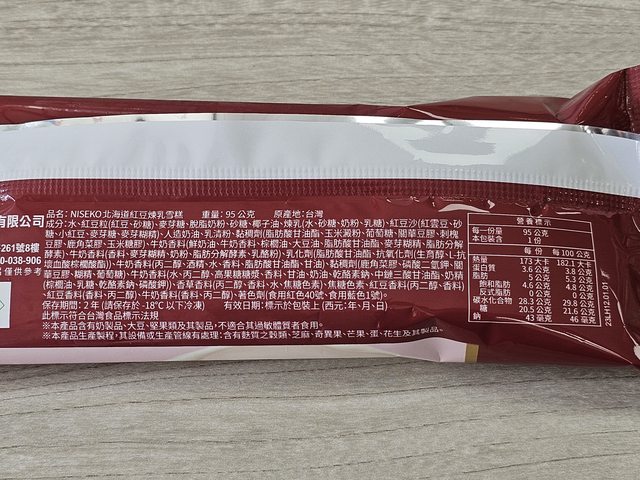 有限公司
261號8樓
0-038-906
品名: NISEKO北海道紅豆煉乳雪糕 重量: 95 公克 原產地:台灣
成分:水､紅豆粒(紅豆､砂糖)､麥芽糖､脫脂奶粉､砂糖､椰子油､煉乳(水､砂糖､奶粉､乳糖)､紅豆沙(紅雲豆､砂
糖､小紅豆､麥芽糖､麥芽糊精)､人造奶油､乳清粉､黏稠劑(脂肪酸甘油酯､玉米澱粉､葡萄糖､關華豆膠､刺槐
豆膠､鹿角菜膠､玉米糖膠)､牛奶香料(鮮奶油､牛奶香料､棕櫚油､大豆油､脂肪酸甘油酯､麥芽糊精､脂肪分解
酵素)､牛奶香料(香料､麥芽糊精､奶粉､脂肪分解酵素､乳酪粉)､乳化劑(脂肪酸甘油酯)､抗氧化劑(生育醇､L-抗
壞血酸棕櫚酸酯))､牛奶香料(丙二醇､酒精､水､香料､脂肪酸甘油酯､甘油)､黏稠劑(鹿角菜膠､磷酸二氫鉀､關
華豆膠､糊精､葡萄糖)､牛奶香料(水､丙二醇､高果糖糖漿､香料､甘油､奶油､乾酪素鈉､中鏈三酸甘油酯､奶精
(棕櫚油､乳糖､乾酪素鈉､磷酸鉀))､香草香料(丙二醇､香料､水､焦糖色素)､焦糖色素､紅豆香料(丙二醇､香料)
､紅豆香料(香料､丙二醇)､牛奶香料(香料､丙二醇)､著色劑(食用紅色40號､食用藍色1號)｡
保存期間: 2 年 (請保存於 -18℃ 以下冷凍) 有效日期:標示於包裝上 (西元:年､月､日)
此標示符合台灣食品標示法規
※本產品含有奶製品､大豆､堅果類及其製品,不適合其過敏體質者食用｡
※本產品生產製程,其設備或生產管線有處理:含有麩質之穀類､芝麻､奇異果､芒果､蛋､花生及其製品｡
營養標示
每一份量 95 公克
本包裝含 1 份
每份 每 100 公克
熱量 173 大卡 182.1 大卡
蛋白質 3.6 公克 3.8 公克
脂肪 5 公克 5.3 公克
飽和脂肪 4.6 公克 4.8 公克
反式脂肪 0 公克 0 公克
碳水化合物 28.3 公克 29.8 公克
糖 20.5 公克 21.6 公克
鈉 43 毫克 46 毫克